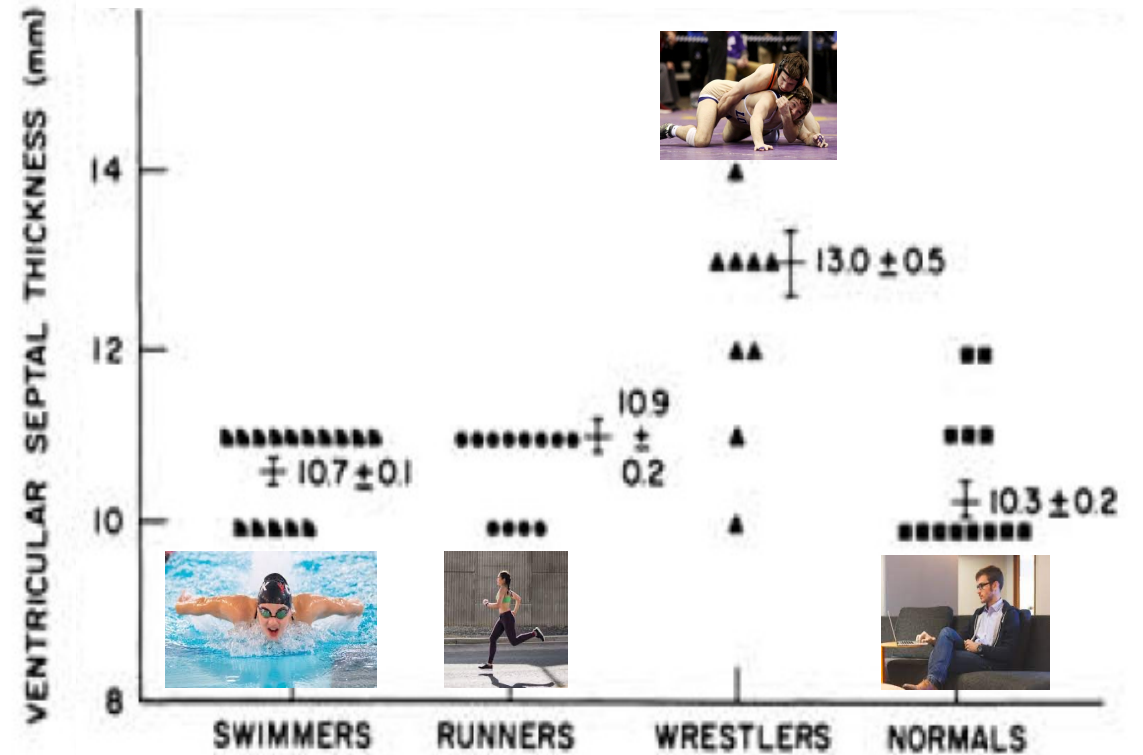 VENTRICULAR SEPTAL THICKNESS (mm)
14
13.0 ± 0.5
12
10.9
±
0.2
10.7 ± 0.1
10
10.3 ± 0.2
8
SWIMMERS RUNNERS WRESTLERS NORMALS